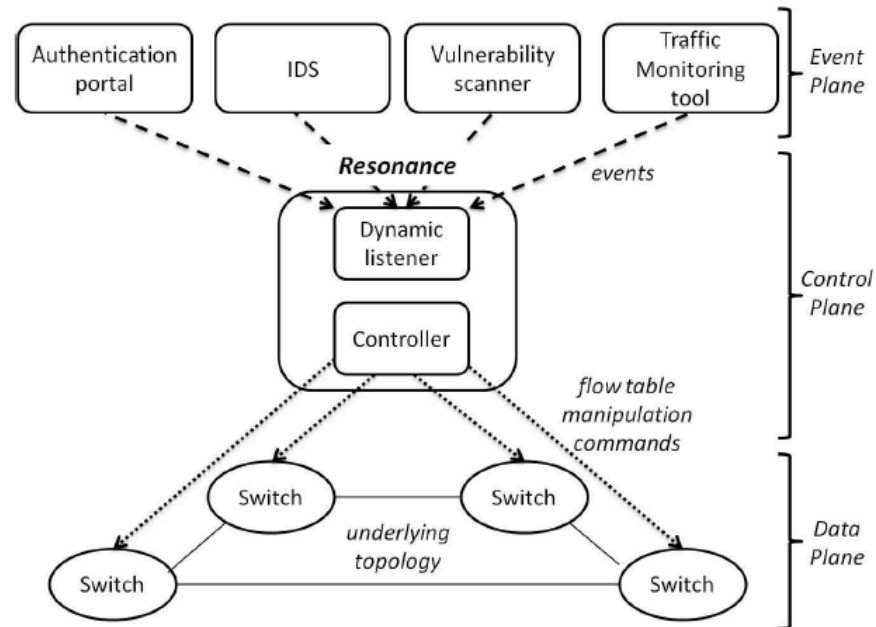 Authentication
portal
IDS
Vulnerability
scanner
Traffic
Monitoring
tool
Event
Plane
Resonance
events
Dynamic
listener
Control
Plane
Controller
flow table
manipulation
commands
Switch
Switch
underlying
topology
Data
Plane
Switch
Switch